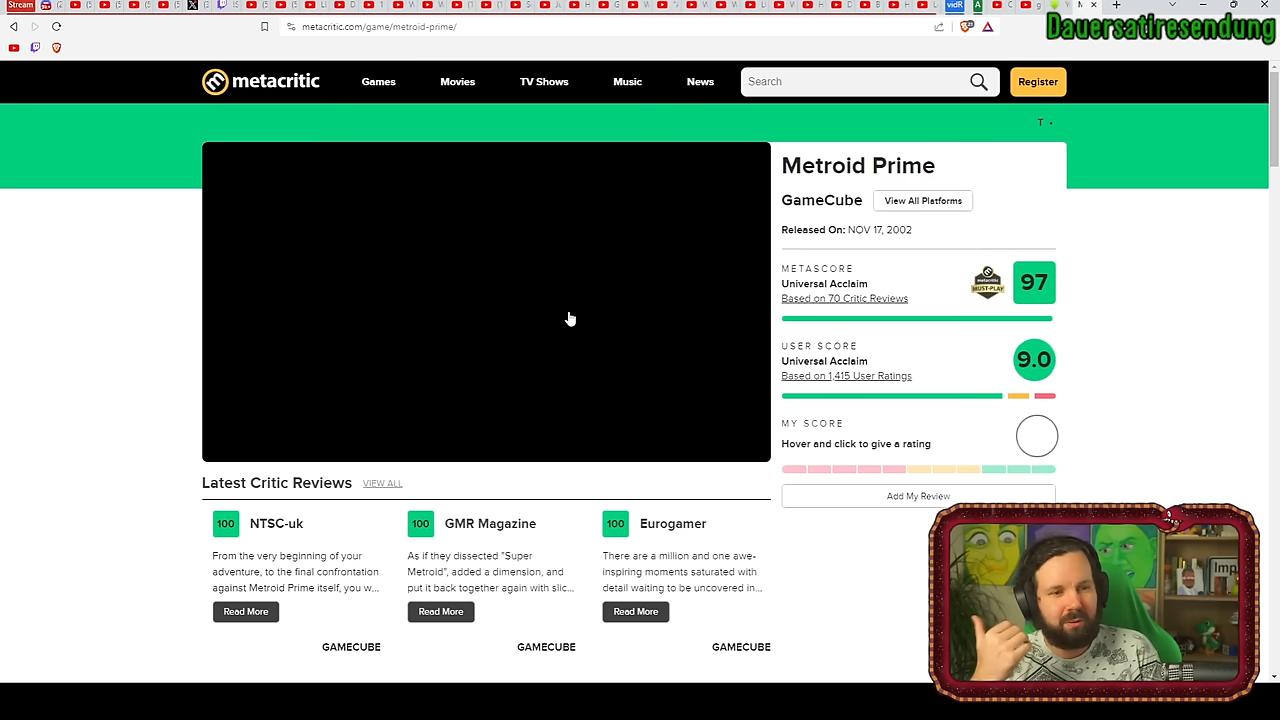 Stream
vidR
Dauersatiresendung
metacritic.com/game/metroid-prime/
metacritic
Games
Movies
TV Shows
Music
News
Search
Register
T
Metroid Prime
GameCube
View All Platforms
Released On: NOV 17, 2002
METASCORE
Universal Acclaim
Based on 70 Critic Reviews
metacritic
MUST-PLAY
97
USER SCORE
Universal Acclaim
Based on 1,415 User Ratings
9.0
MY SCORE
Hover and click to give a rating
Add My Review
Latest Critic Reviews
VIEW ALL
100 NTSC-uk
From the very beginning of your
adventure, to the final confrontation
against Metroid Prime itself, you w...
Read More
GAMECUBE
100 GMR Magazine
As if they dissected "Super
Metroid", added a dimension, and
put it back together again with slic...
Read More
GAMECUBE
100 Eurogamer
There are a million and one awe-
inspiring moments saturated with
detail waiting to be uncovered in...
Read More
GAMECUBE
Imp